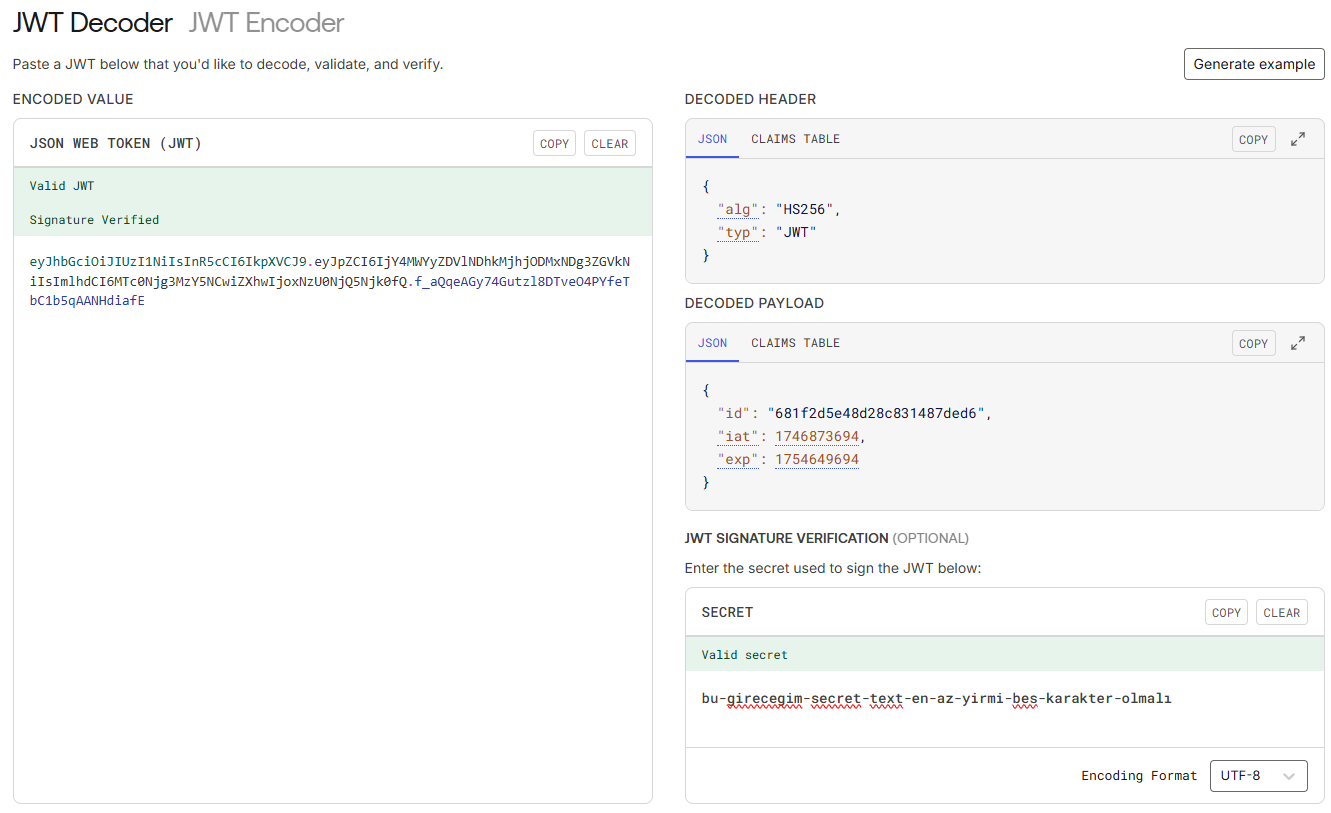 JWT Decoder JWT Encoder
Paste a JWT below that you'd like to decode, validate, and verify.
Generate example
ENCODED VALUE
JSON WEB TOKEN (JWT)
COPY
CLEAR
Valid JWT
Signature Verified
eyJhbGciOiJIUzI1NiIsInR5cCI6IkpXVCJ9.eyJpZCI6IjY4MWYyZDVlNDhkMjhjODMxNDg3ZGVkN
iIsImlhdCI6MTc0Njg3MzY5NCwiZXhwIjoxNzU0NjQ5Njk0fQ.f_aQqeAGy74Gutzl8DTveO4PYfeT
bC1b5qAANHdiafE
DECODED HEADER
JSON
CLAIMS TABLE
COPY
{
"alg": "HS256",
"typ": "JWT"
}
DECODED PAYLOAD
JSON
CLAIMS TABLE
COPY
{
"id": "681f2d5e48d28c831487ded6",
"iat": 1746873694,
"exp": 1754649694
}
JWT SIGNATURE VERIFICATION (OPTIONAL)
Enter the secret used to sign the JWT below:
SECRET
COPY
CLEAR
Valid secret
bu-girecegim-secret-text-en-az-yirmi-bes-karakter-olmalı
Encoding Format
UTF-8